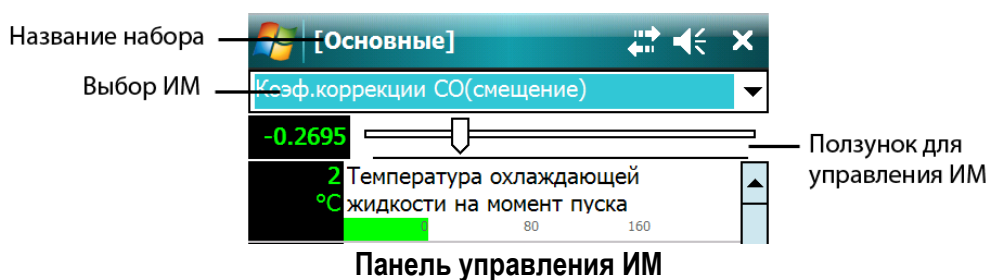 Название набора
[Основные]
Выбор ИМ
Коэф.коррекции СО(смещение)
-0.2695
Ползунок для
управления ИМ
2 Температура охлаждающей
°C жидкости на момент пуска
0 80 160
Панель управления ИМ